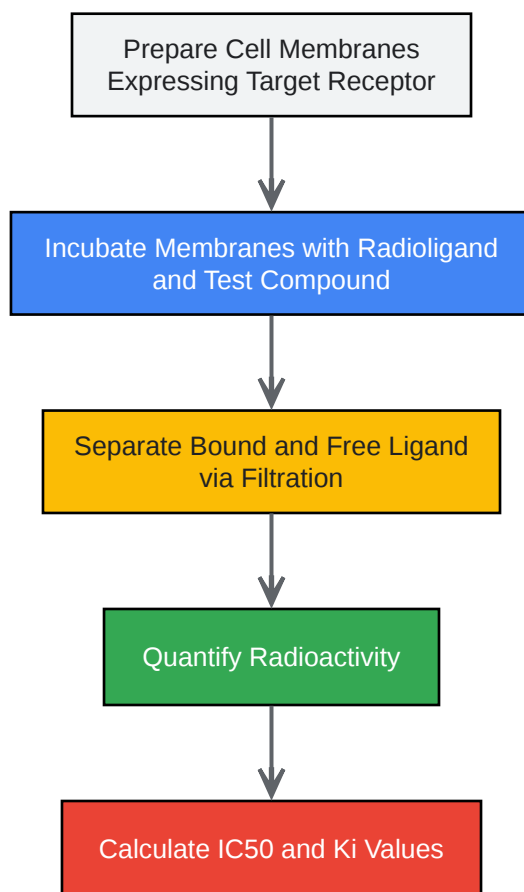 Prepare Cell Membranes
Expressing Target Receptor
Incubate Membranes with Radioligand
and Test Compound
Separate Bound and Free Ligand
via Filtration
Quantify Radioactivity
Calculate IC50 and Ki Values